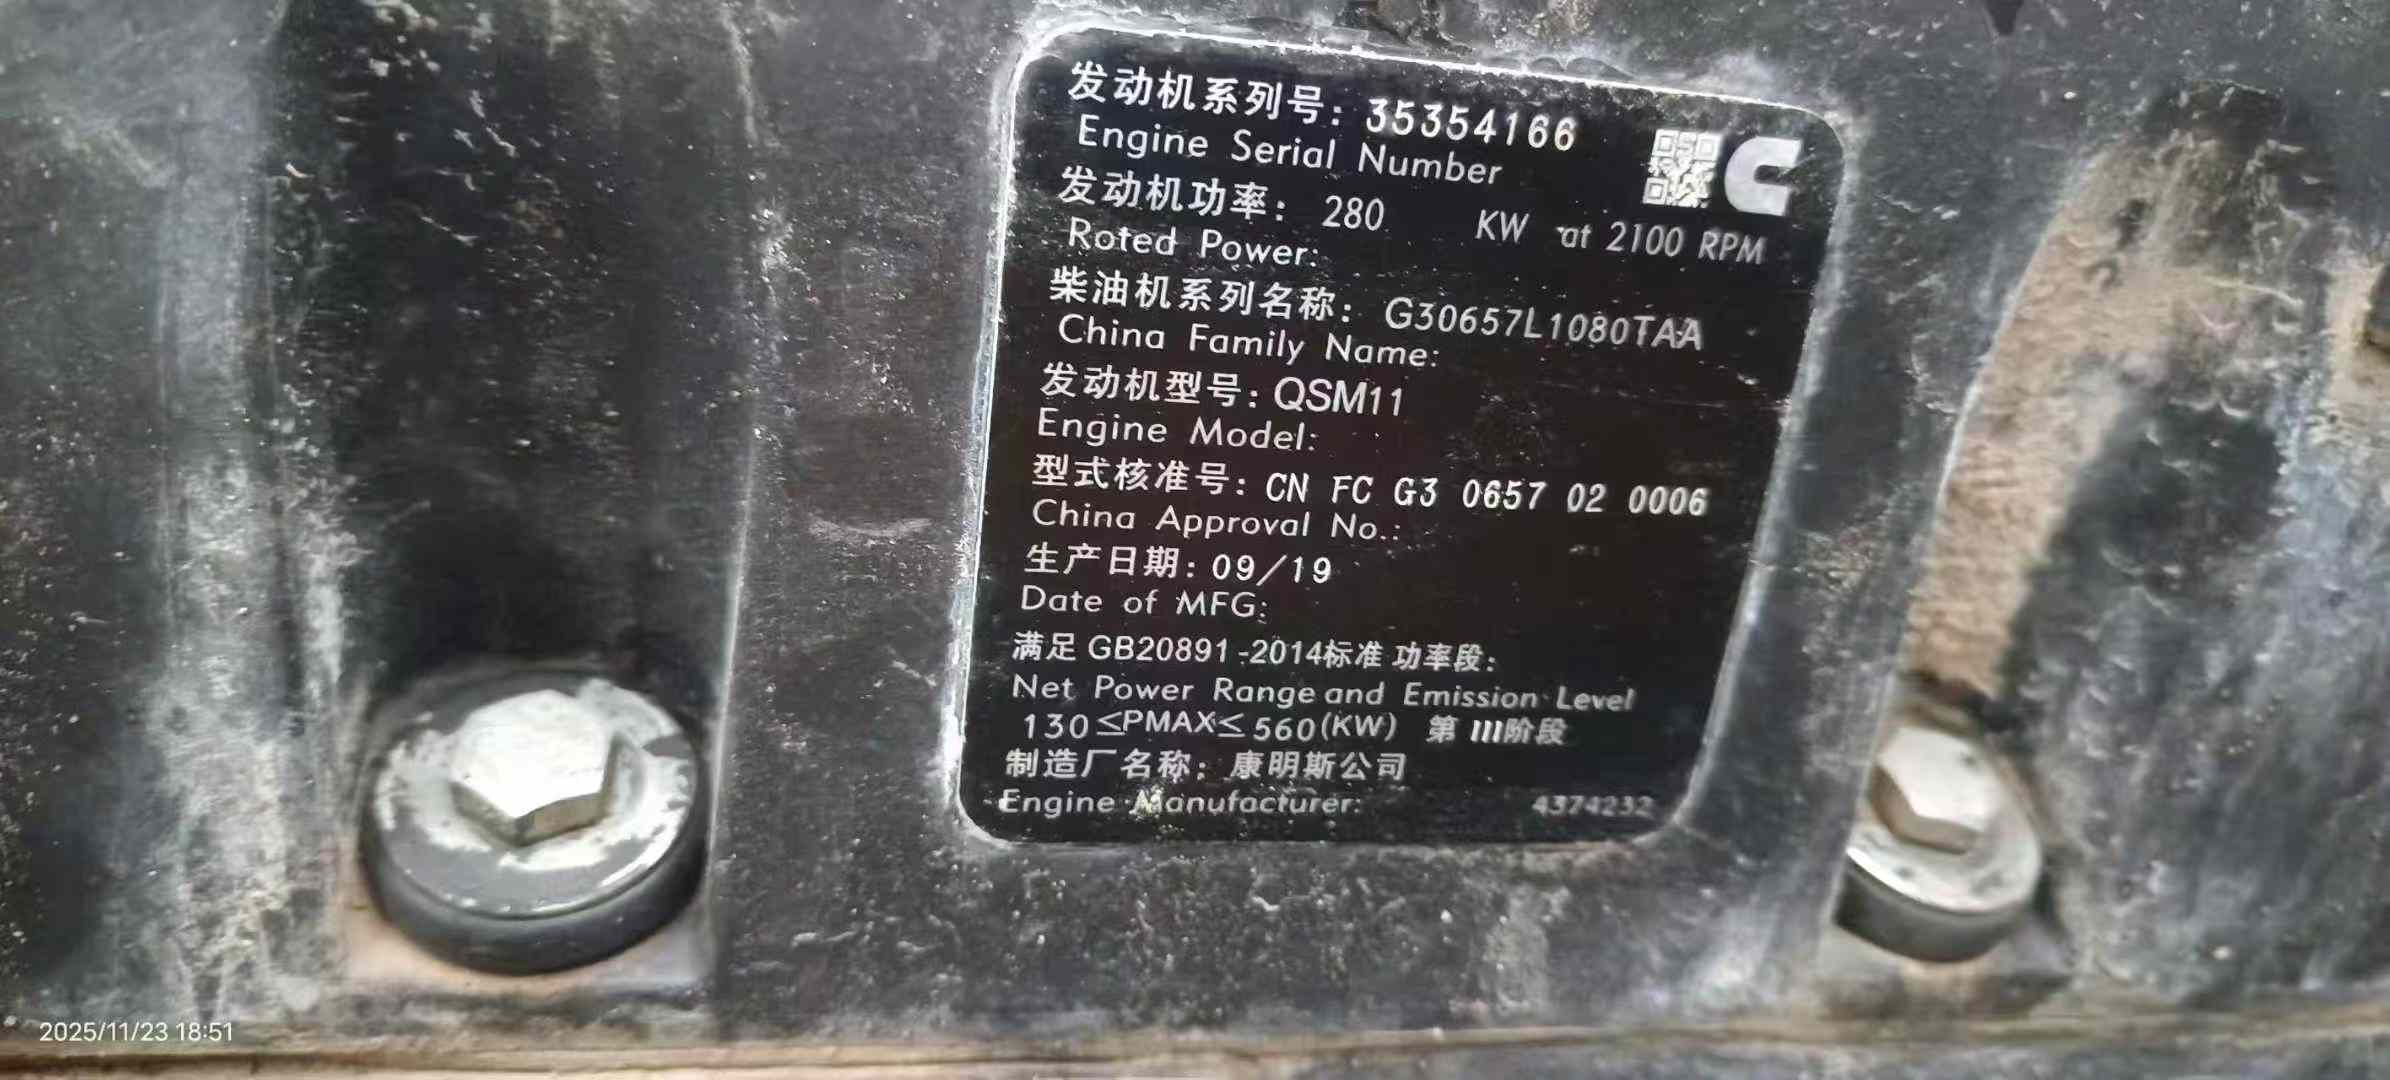 发动机系列号: 35354166
Engine Serial Number
发动机功率: 280 KW at 2100 RPM
Rated Power:
柴油机系列名称: G30657L1080TAA
China Family Name:
发动机型号: QSM11
Engine Model:
型式核准号: CN FC G3 0657 02 0006
China Approval No.:
生产日期: 09/19
Date of MFG:
满足 GB20891-2014标准 功率段:
Net Power Range and Emission Level
130≤PMAX≤560(KW) 第III阶段
制造厂名称: 康明斯公司
Engine Manufacturer: 4374232
2025/11/23 18:51